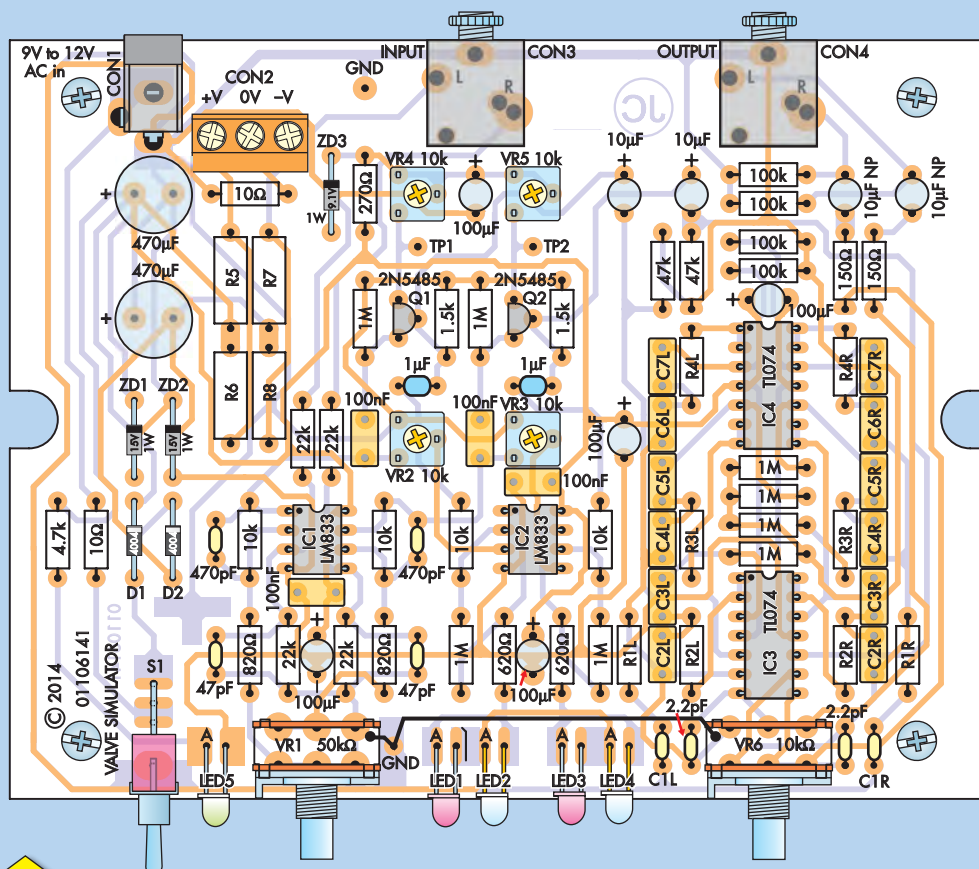 9V to 12V
AC in
CON1
CON2
+V 0V –V
GND
INPUT
CON3
L
R
OUTPUT
CON4
L
R
JC
ZD3
9.1V
1W
270Ω
VR4 10k
+
100µF
VR5 10k
10µF
+
10µF
+
100k
100k
100k
100k
10µF NP
10µF NP
+
470µF
10Ω
TP1
TP2
47k
47k
150Ω
150Ω
470µF
+
R5
R7
2N5485
Q1
1M
1.5k
2N5485
Q2
1M
1.5k
+
100µF
R6
R8
1µF
1µF
C7L
R4L
TL074
IC4
R4R
C7R
ZD1
ZD2
15V
1W
15V
1W
22k
22k
100nF
VR2 10k
100nF
VR3 10k
100nF
+
100µF
C6L
C6R
C5L
C5R
1M
1M
1M
1M
4.7k
10Ω
4004
4004
D1
D2
470pF
10k
IC1
LM833
10k
470pF
10k
IC2
LM833
10k
C4L
R3L
R3R
C4R
100nF
C3L
C3R
TL074
IC3
47pF
820Ω
22k
+
100µF
22k
820Ω
47pF
1M
620Ω
+
100µF
620Ω
1M
R1L
C2L
R2L
R2R
C2R
R1R
© 2014
01106141
VALVE SIMULATOR
S1
A
LED5
VR1 50kΩ
GND
A
LED1
A
LED2
A
LED3
A
LED4
C1L
2.2pF
VR6 10kΩ
2.2pF
C1R